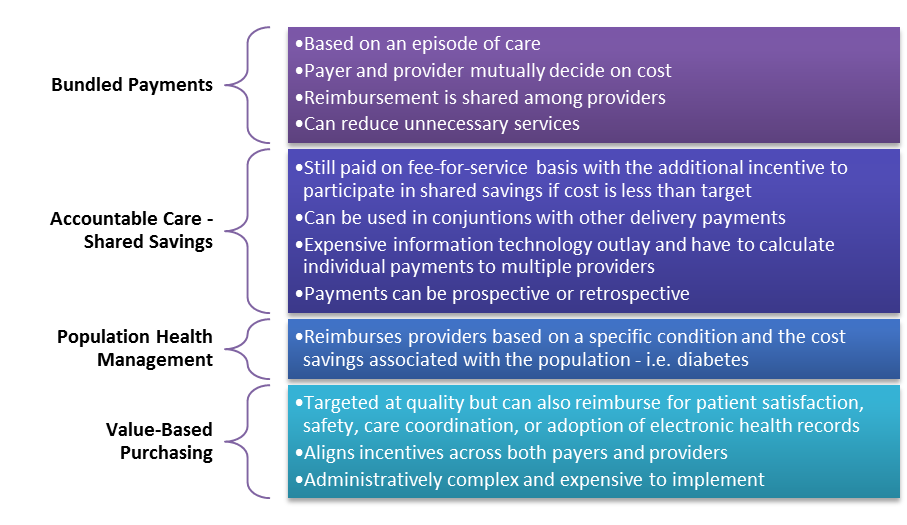 Bundled Payments
•Based on an episode of care
•Payer and provider mutually decide on cost
•Reimbursement is shared among providers
•Can reduce unnecessary services
Accountable Care -
Shared Savings
•Still paid on fee-for-service basis with the additional incentive to
participate in shared savings if cost is less than target
•Can be used in conjuntions with other delivery payments
•Expensive information technology outlay and have to calculate
individual payments to multiple providers
•Payments can be prospective or retrospective
Population Health
Management
•Reimburses providers based on a specific condition and the cost
savings associated with the population - i.e. diabetes
Value-Based
Purchasing
•Targeted at quality but can also reimburse for patient satisfaction,
safety, care coordination, or adoption of electronic health records
•Aligns incentives across both payers and providers
•Administratively complex and expensive to implement